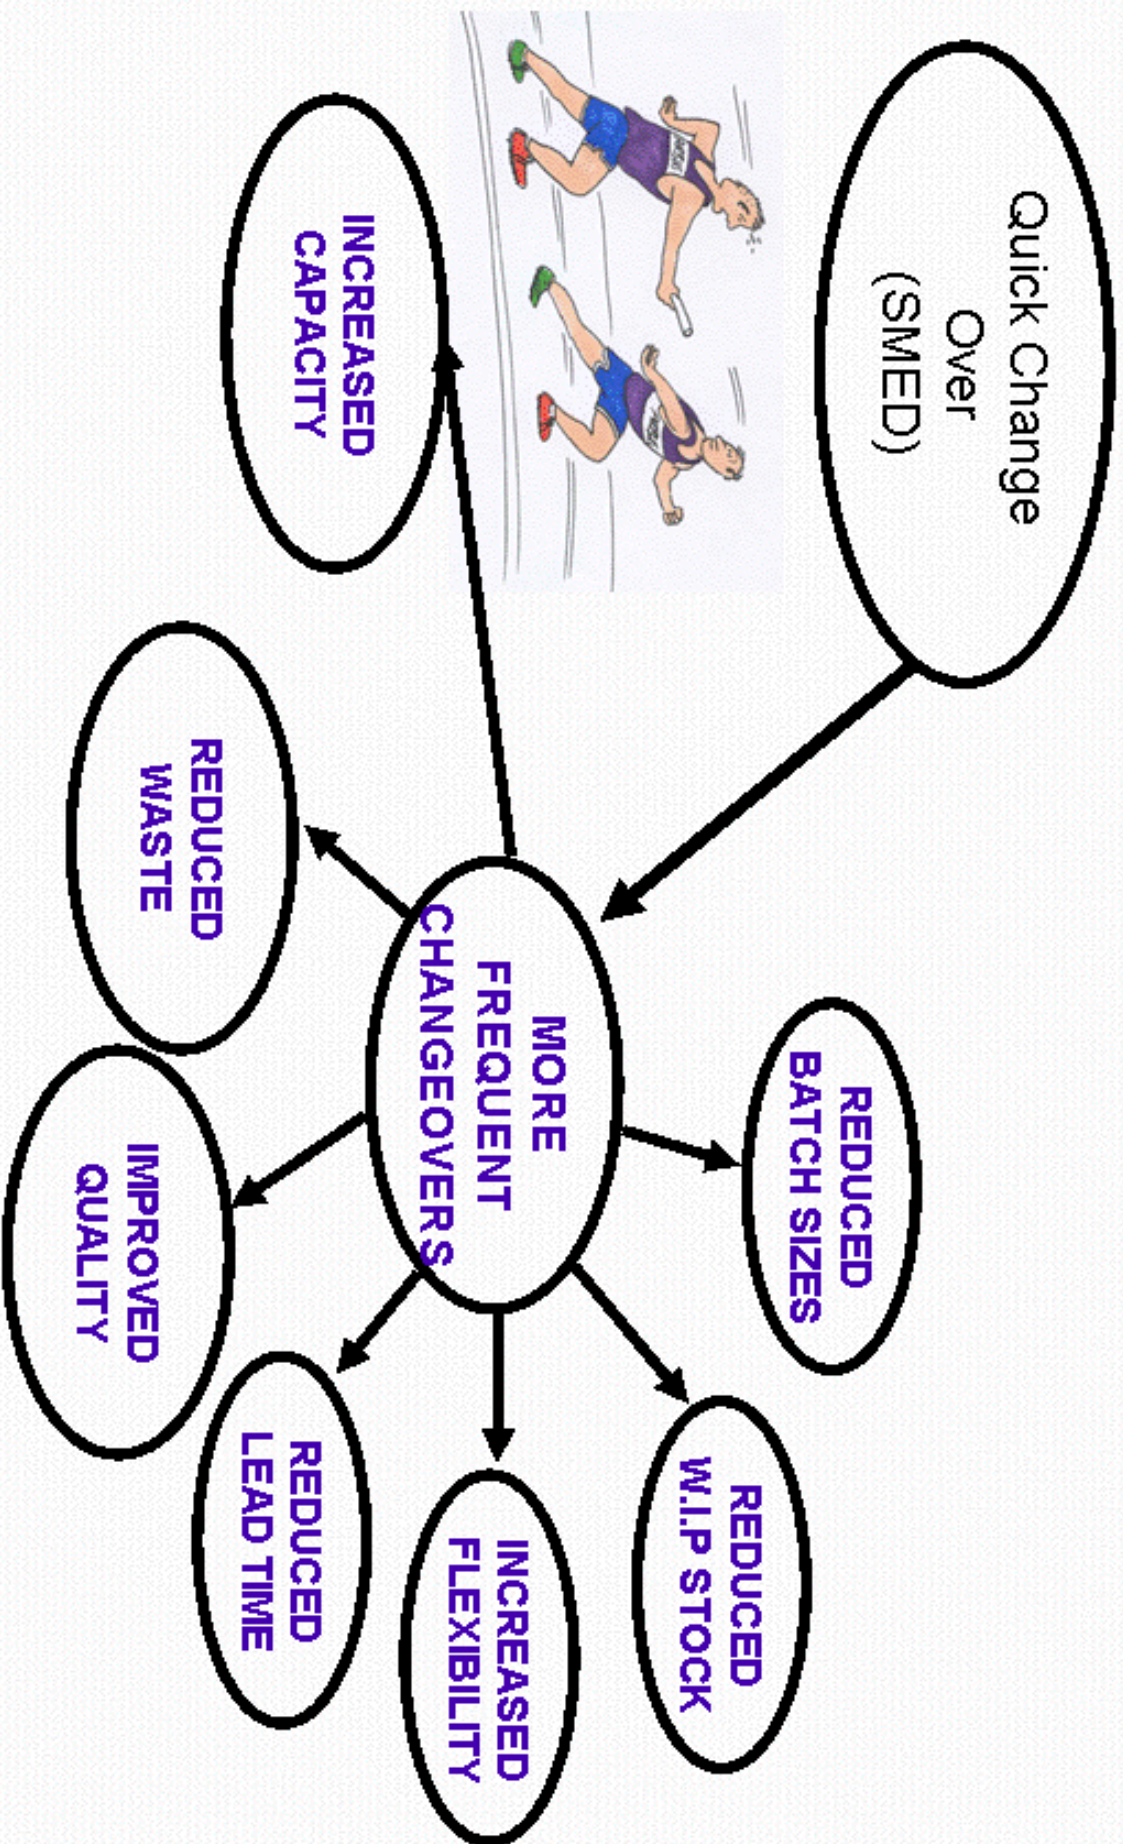 Quick Change
Over
(SMED)
REDUCED
BATCH SIZES
REDUCED
W.I.P STOCK
MORE
FREQUENT
CHANGEOVERS
INCREASED
FLEXIBILITY
INCREASED
CAPACITY
REDUCED
LEAD TIME
REDUCED
WASTE
IMPROVED
QUALITY